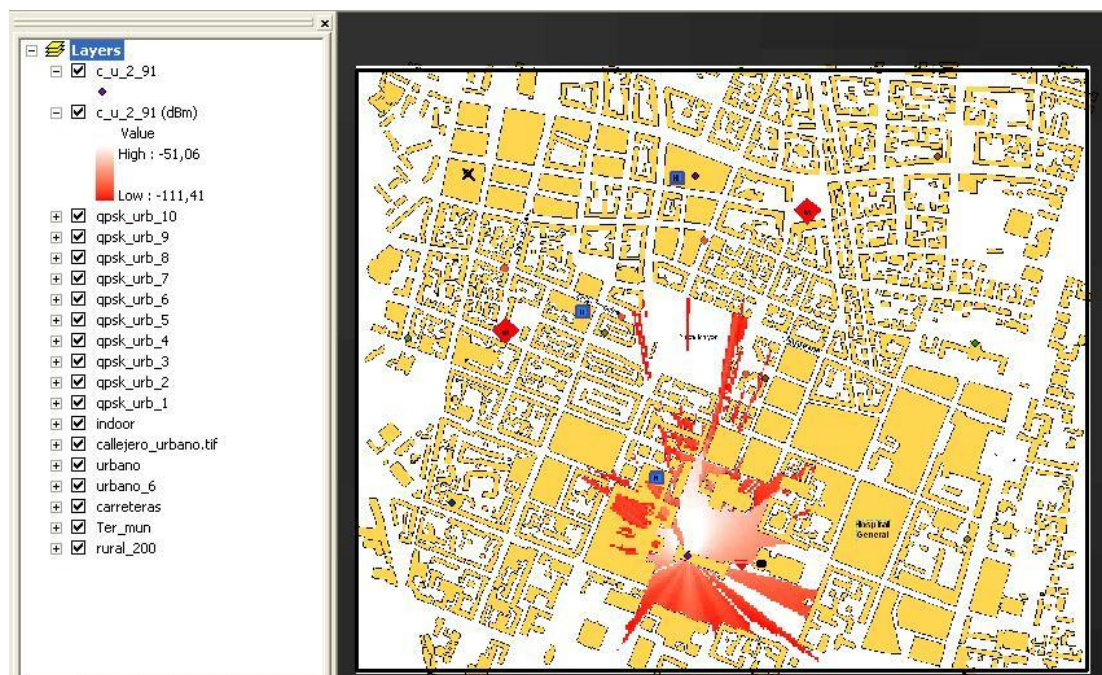 Layers
c_u_2_91
c_u_2_91 (dBm)
Value
High : -51,06
Low : -111,41
qpsk_urb_10
qpsk_urb_9
qpsk_urb_8
qpsk_urb_7
qpsk_urb_6
qpsk_urb_5
qpsk_urb_4
qpsk_urb_3
qpsk_urb_2
qpsk_urb_1
indoor
callejero_urbano.tif
urbano
urbano_6
carreteras
Ter_mun
rural_200
H
M
H
M
H
Hospital
General